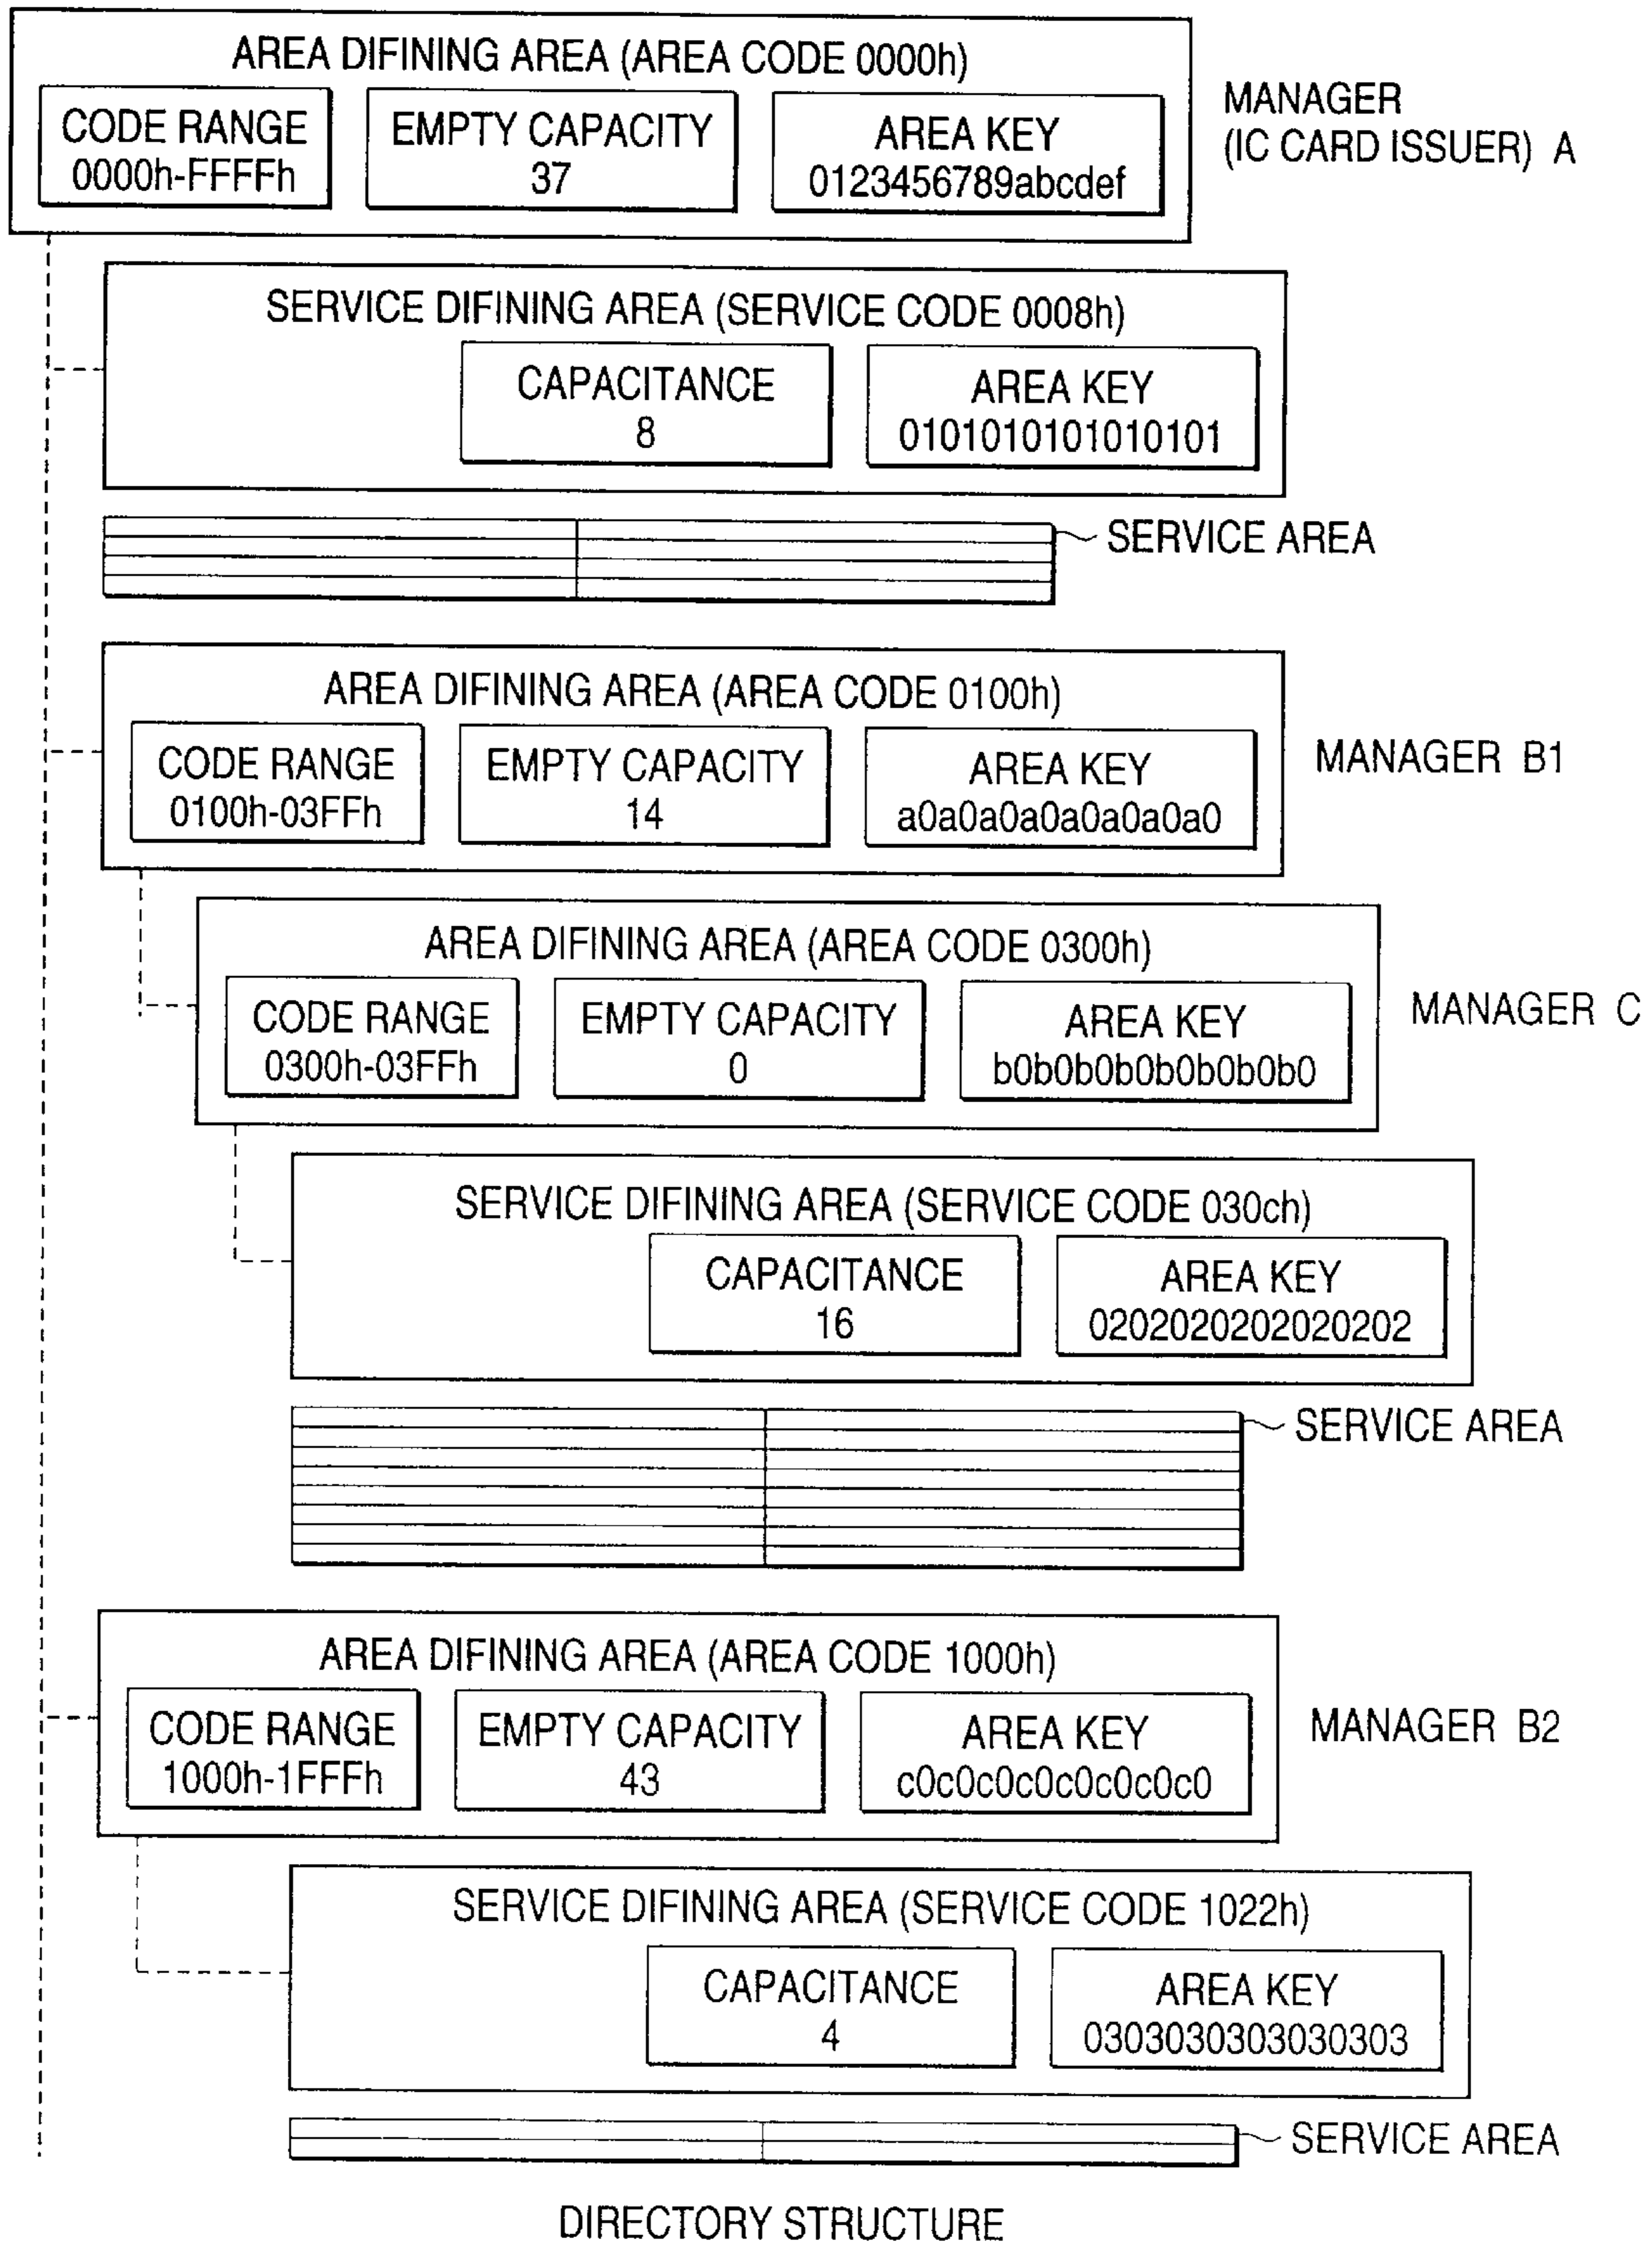 AREA DIFINING AREA (AREA CODE 0000h)
CODE RANGE
0000h-FFFFh
EMPTY CAPACITY
37
AREA KEY
0123456789abcdef
MANAGER
(IC CARD ISSUER) A
SERVICE DIFINING AREA (SERVICE CODE 0008h)
CAPACITANCE
8
AREA KEY
0101010101010101
SERVICE AREA
AREA DIFINING AREA (AREA CODE 0100h)
CODE RANGE
0100h-03FFh
EMPTY CAPACITY
14
AREA KEY
a0a0a0a0a0a0a0a0
MANAGER B1
AREA DIFINING AREA (AREA CODE 0300h)
CODE RANGE
0300h-03FFh
EMPTY CAPACITY
0
AREA KEY
b0b0b0b0b0b0b0b0
MANAGER C
SERVICE DIFINING AREA (SERVICE CODE 030ch)
CAPACITANCE
16
AREA KEY
0202020202020202
SERVICE AREA
AREA DIFINING AREA (AREA CODE 1000h)
CODE RANGE
1000h-1FFFh
EMPTY CAPACITY
43
AREA KEY
c0c0c0c0c0c0c0c0
MANAGER B2
SERVICE DIFINING AREA (SERVICE CODE 1022h)
CAPACITANCE
4
AREA KEY
0303030303030303
SERVICE AREA
DIRECTORY STRUCTURE